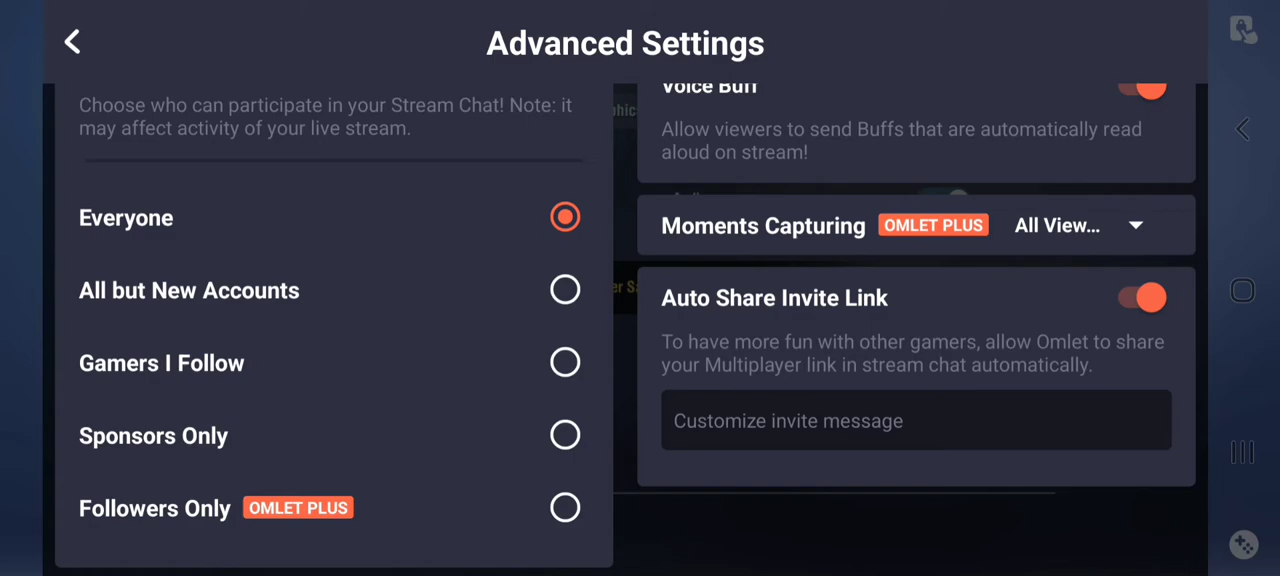 Advanced Settings
Choose who can participate in your Stream Chat! Note: it
may affect activity of your live stream.
Everyone
All but New Accounts
Gamers I Follow
Sponsors Only
Followers Only OMLET PLUS
Voice Buff
Allow viewers to send Buffs that are automatically read
aloud on stream!
Moments Capturing OMLET PLUS All View...
Auto Share Invite Link
To have more fun with other gamers, allow Omlet to share
your Multiplayer link in stream chat automatically.
Customize invite message